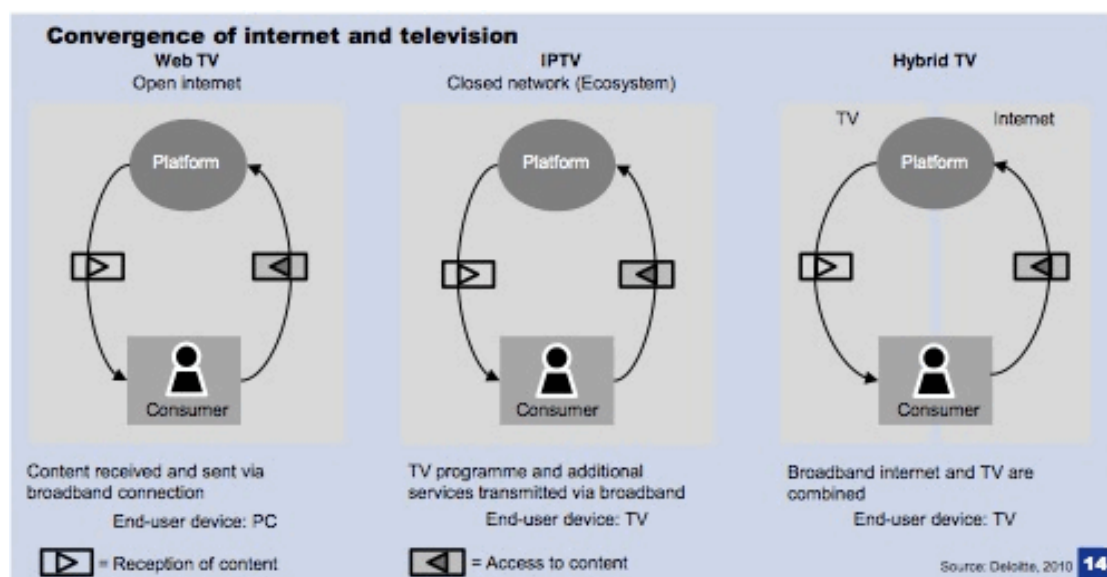 Convergence of internet and television
Web TV
Open internet
IPTV
Closed network (Ecosystem)
Hybrid TV
TV
Internet
Platform
Platform
Platform
Consumer
Consumer
Consumer
Content received and sent via
broadband connection
End-user device: PC
TV programme and additional
services transmitted via broadband
End-user device: TV
Broadband internet and TV are
combined
End-user device: TV
= Reception of content
= Access to content
Source: Deloitte, 2010
14